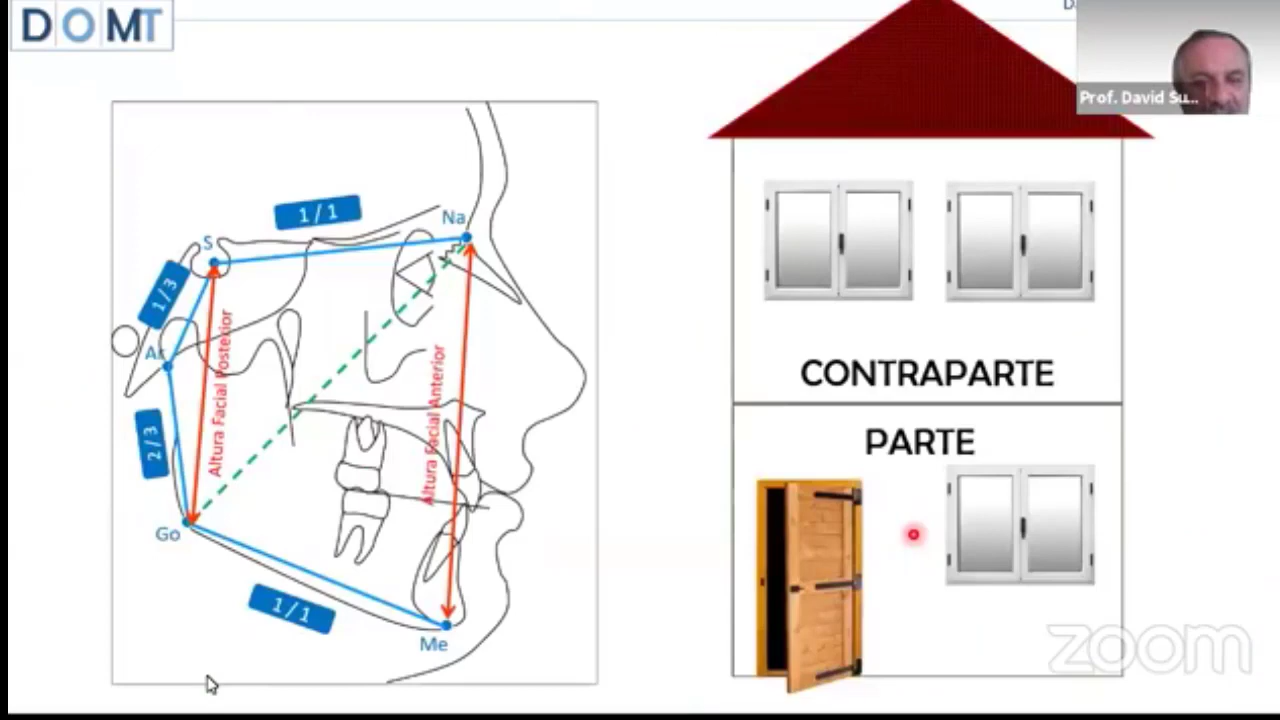 DOMT
Prof. David Su...
1 / 1
Na
S
1/3
Ar
Altura Facial Posterior
Altura Facial Anterior
2/3
Go
1 / 1
Me
CONTRAPARTE
PARTE
zoom